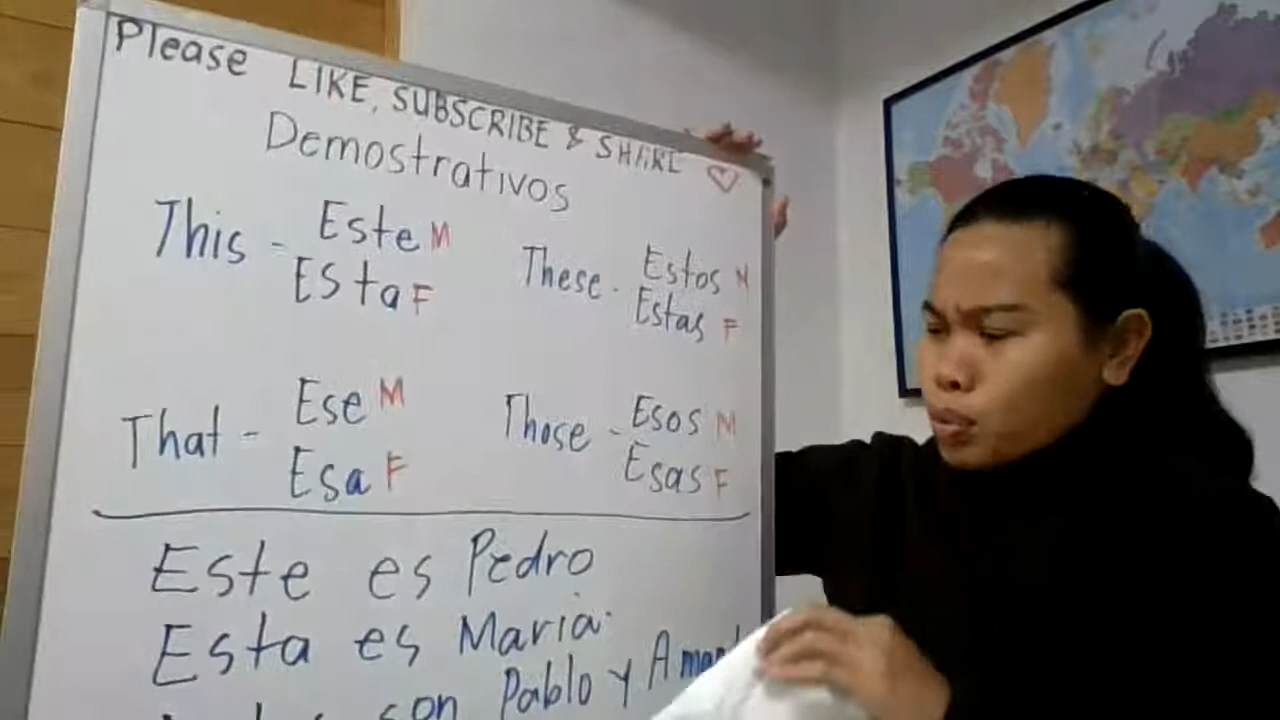 Please LIKE, SUBSCRIBE & SHARE
Demostrativos
This - Este M
Esta F
These - Estos M
Estas F
That - Ese M
Esa F
Those - Esos M
Esas F
Este es Pedro
Esta es Maria.
son Pablo y